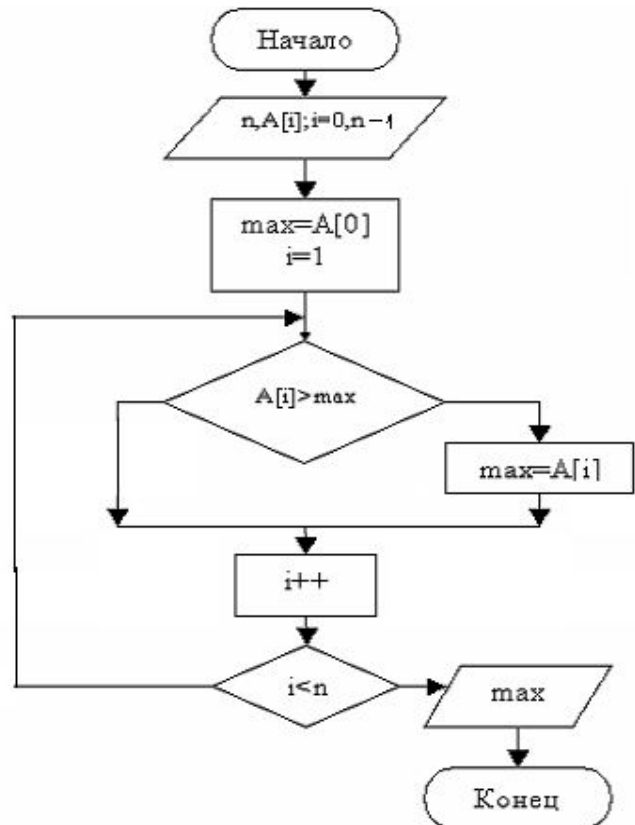 Начало
n,A[i];i=0,n-1
max=A[0]
i=1
A[i]>max
max=A[i]
i++
i<n
max
Конец